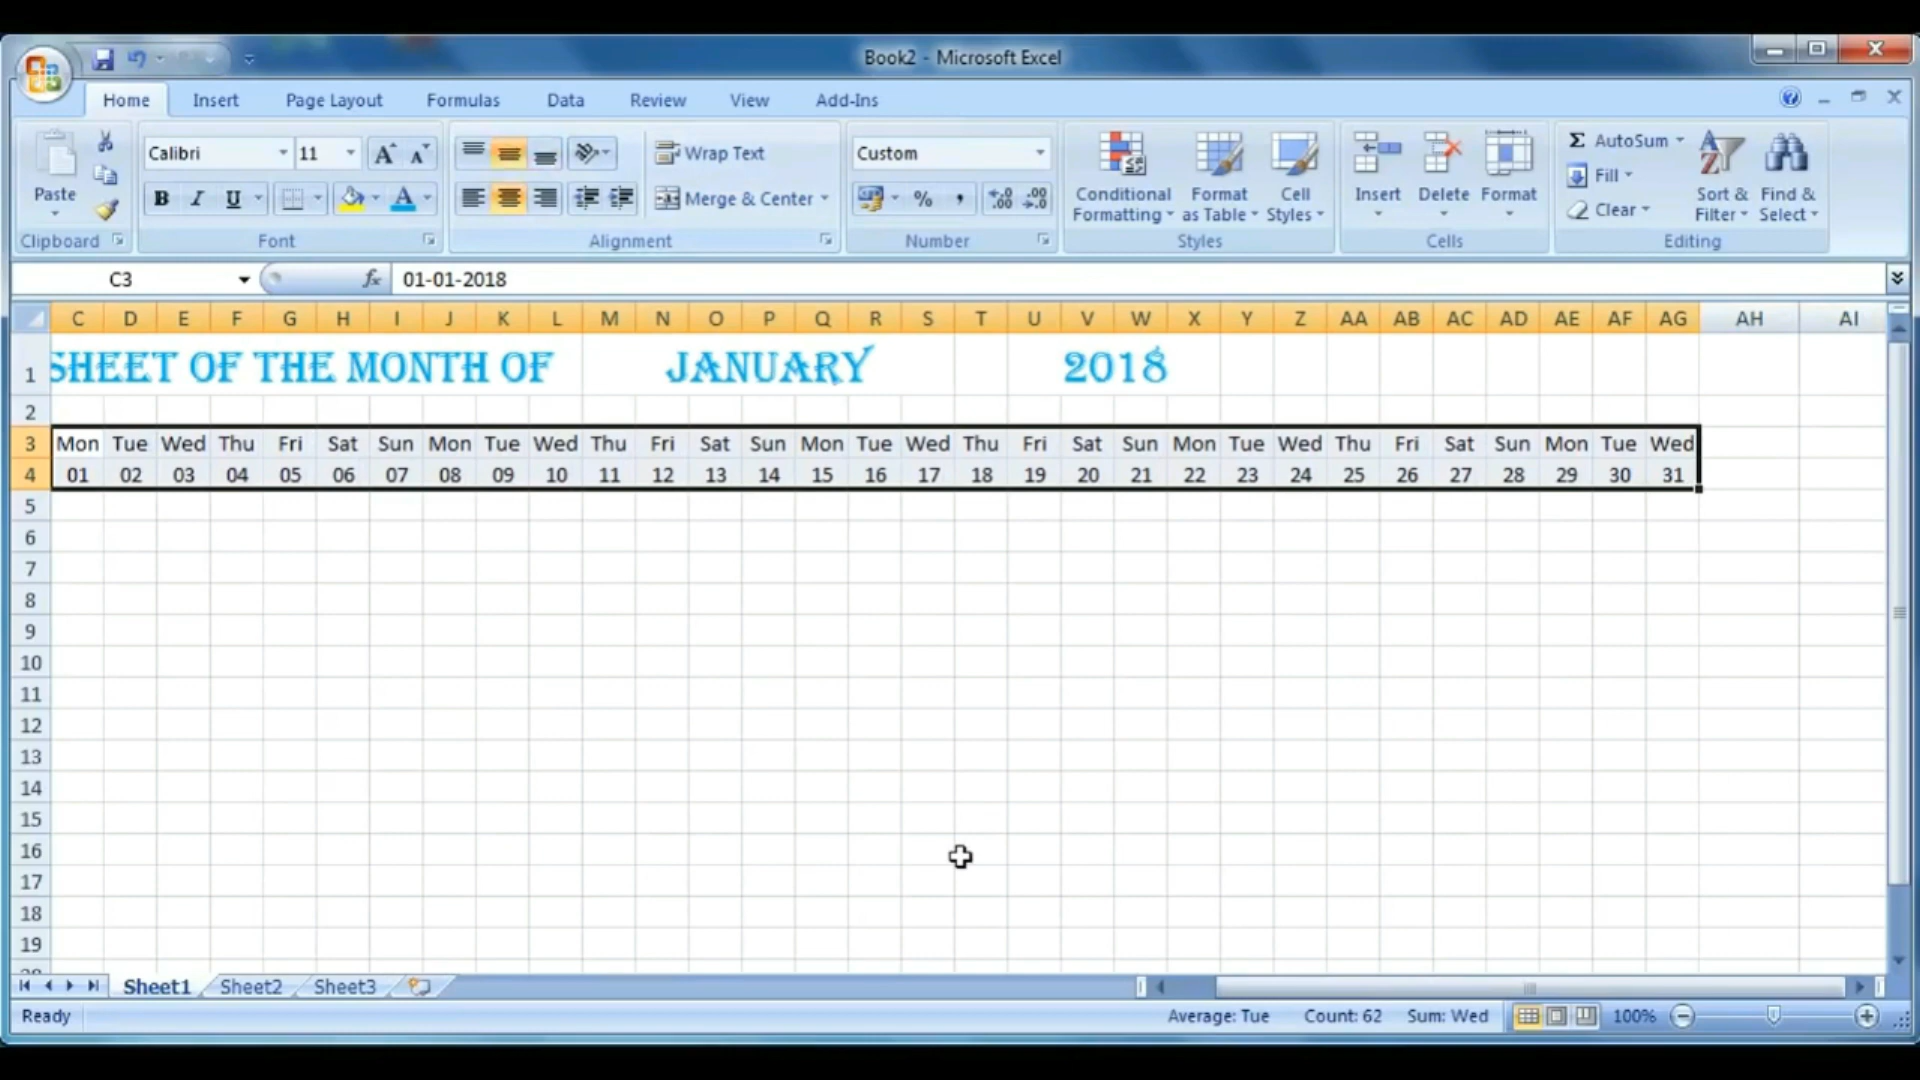 Book2 - Microsoft Excel
Home Insert Page Layout Formulas Data Review View Add-Ins
Calibri 11 Wrap Text Custom Σ AutoSum
Paste B I U Merge & Center % , Conditional Formatting Format as Table Cell Styles Insert Delete Format Fill Clear Sort & Filter Find & Select
Clipboard Font Alignment Number Styles Cells Editing
C3 fx 01-01-2018
C D E F G H I J K L M N O P Q R S T U V W X Y Z AA AB AC AD AE AF AG AH AI
1 SHEET OF THE MONTH OF JANUARY 2018
2
3 Mon Tue Wed Thu Fri Sat Sun Mon Tue Wed Thu Fri Sat Sun Mon Tue Wed Thu Fri Sat Sun Mon Tue Wed Thu Fri Sat Sun Mon Tue Wed
4 01 02 03 04 05 06 07 08 09 10 11 12 13 14 15 16 17 18 19 20 21 22 23 24 25 26 27 28 29 30 31
5
6
7
8
9
10
11
12
13
14
15
16
17
18
19
Sheet1 Sheet2 Sheet3
Ready Average: Tue Count: 62 Sum: Wed 100%